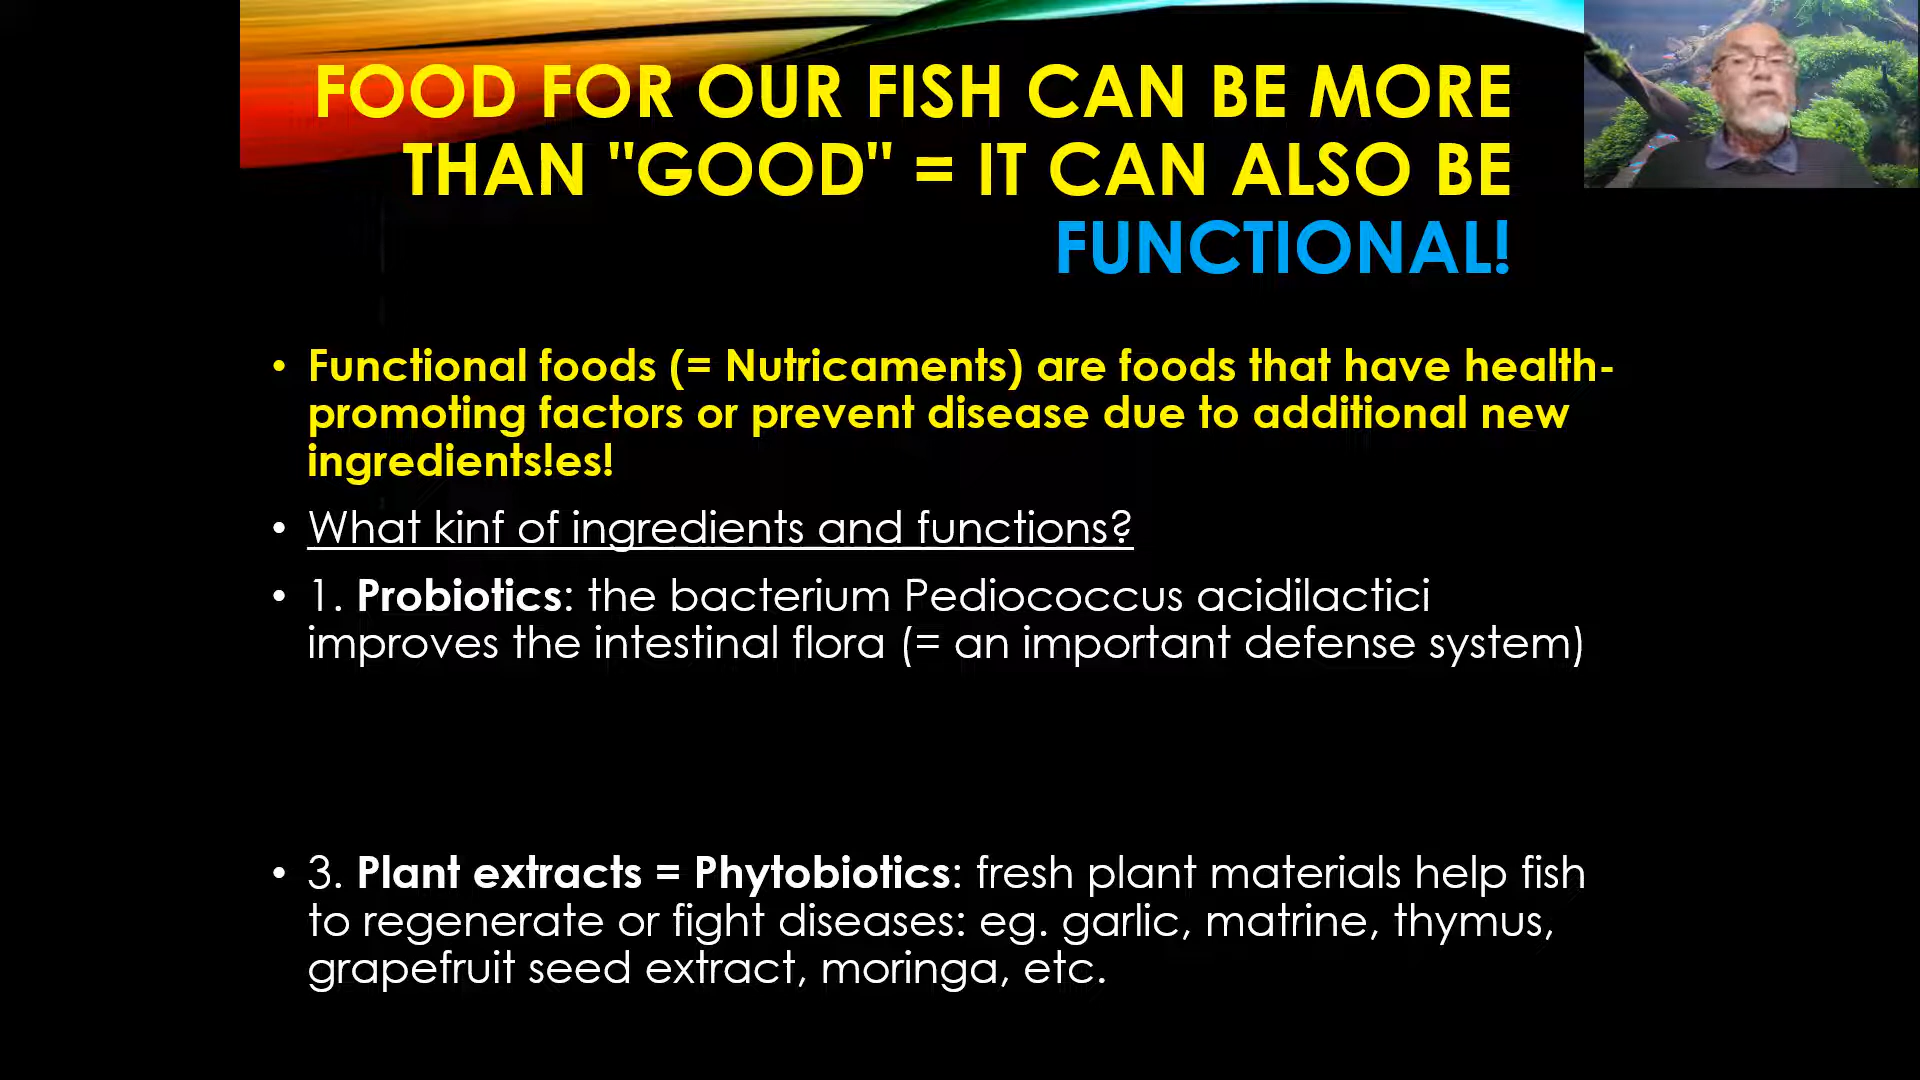 FOOD FOR OUR FISH CAN BE MORE
THAN "GOOD" = IT CAN ALSO BE
FUNCTIONAL!
• Functional foods (= Nutricaments) are foods that have health-
promoting factors or prevent disease due to additional new
ingredients!es!
• What kinf of ingredients and functions?
• 1. Probiotics: the bacterium Pediococcus acidilactici
improves the intestinal flora (= an important defense system)
• 3. Plant extracts = Phytobiotics: fresh plant materials help fish
to regenerate or fight diseases: eg. garlic, matrine, thymus,
grapefruit seed extract, moringa, etc.